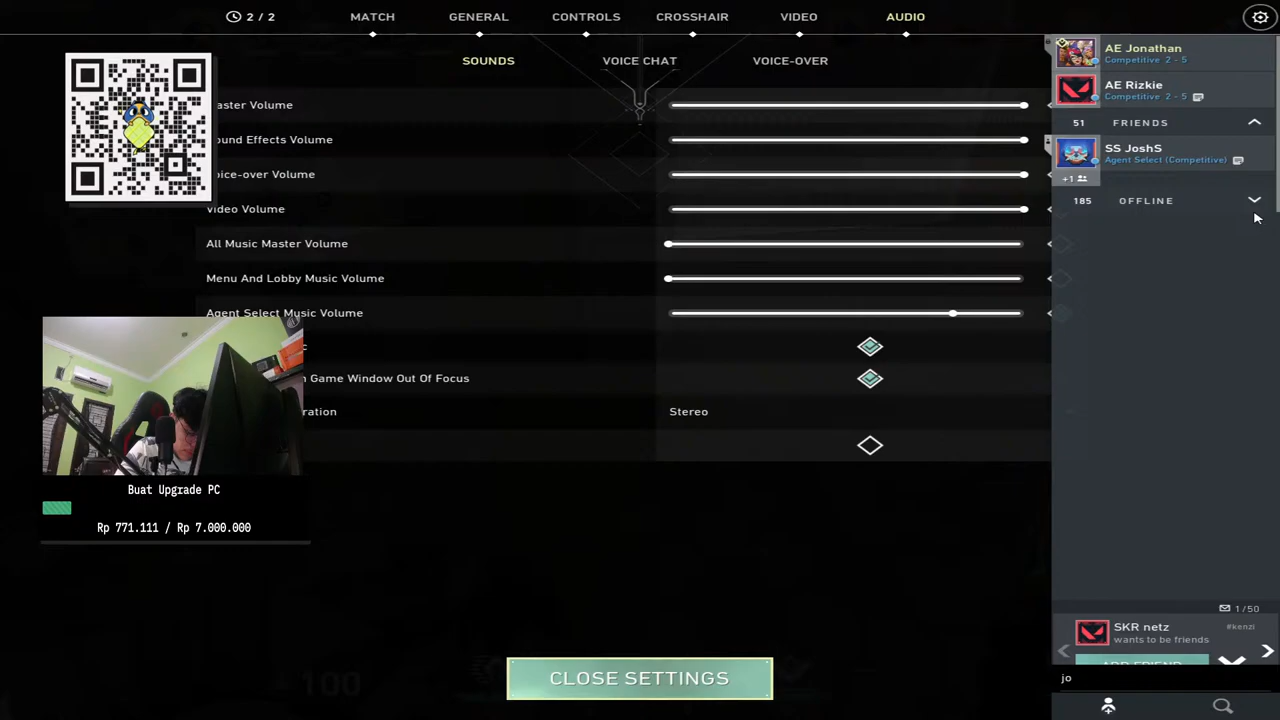 2 / 2
MATCH
GENERAL
CONTROLS
CROSSHAIR
VIDEO
AUDIO
SOUNDS
VOICE CHAT
VOICE-OVER
aster Volume
ound Effects Volume
oice-over Volume
Video Volume
All Music Master Volume
Menu And Lobby Music Volume
Agent Select Music Volume
c
n Game Window Out Of Focus
ration
Stereo
Buat Upgrade PC
Rp 771.111 / Rp 7.000.000
100
CLOSE SETTINGS
AE Jonathan
Competitive 2 - 5
AE Rizkie
Competitive 2 - 5
51 FRIENDS
SS JoshS
Agent Select (Competitive)
+1
185 OFFLINE
1/50
SKR netz #kenzi
wants to be friends
ADD FRIEND
jo